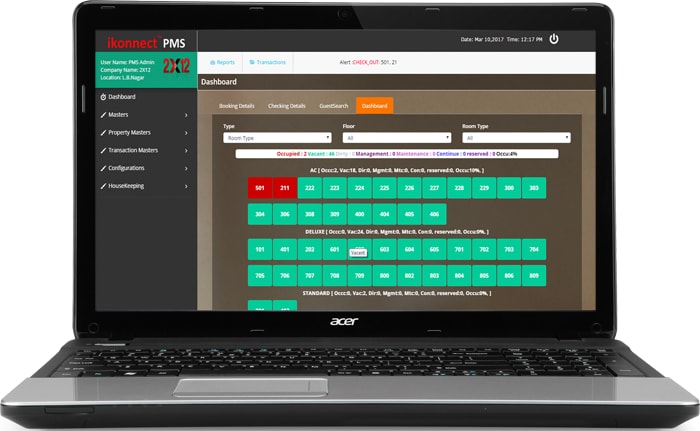 ikonnect PMS
Date: Mar 10,2017 Time: 12:17 PM
User Name: PMS Admin
Company Name: 2X12
Location: L.B.Nagar
2X12
Reports
Transactions
Alert :CHECK_OUT: 501, 21
Dashboard
Dashboard
Masters
Property Masters
Transaction Masters
Configurations
HouseKeeping
Booking Details
Checking Details
GuestSearch
Dashboard
Type
Floor
Room Type
Room Type
All
All
Occupied : 2 Vacant : 46 Dirty : 0 Management : 0 Maintenance : 0 Continue : 0 reserved : 0 Occu:4%
AC [ Occ:2, Vac:18, Dir:0, Mgmt:0, Mtc:0, Con:0, reserved:0, Occu:10%, ]
501 211 222 223 224 225 226 227 228 229 300 303
304 306 308 400 404 405 406
DELUXE [ Occ:0, Vac:24, Dir:0, Mgmt:0, Mtc:0, Con:0, reserved:0, Occu:0%, ]
101 401 202 601 603 604 605 701 702 703 704
Vacant
705 706 707 708 709 800 802 803 804 805 806 809
STANDARD [ Occ:0, Vac:2, Dir:0, Mgmt:0, Mtc:0, Con:0, reserved:0, Occu:0%, ]
acer